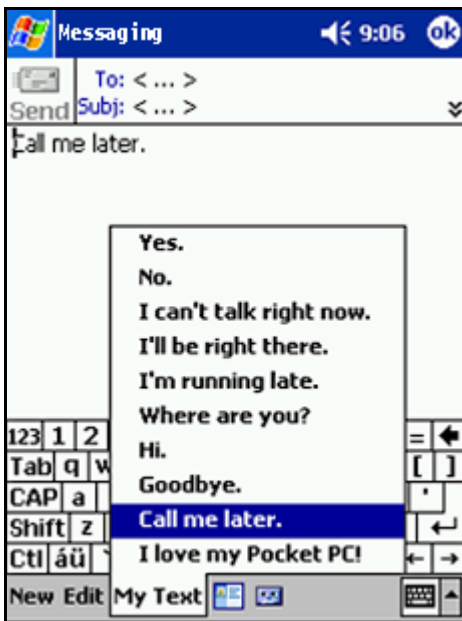 Messaging 9:06 ok
To: < ... >
Send Subj: < ... >
Call me later.
Yes.
No.
I can't talk right now.
I'll be right there.
I'm running late.
Where are you?
Hi.
Goodbye.
Call me later.
I love my Pocket PC!
123 1 2 =
Tab q w [ ]
CAP a '
Shift z
Ctl áü `
New Edit My Text